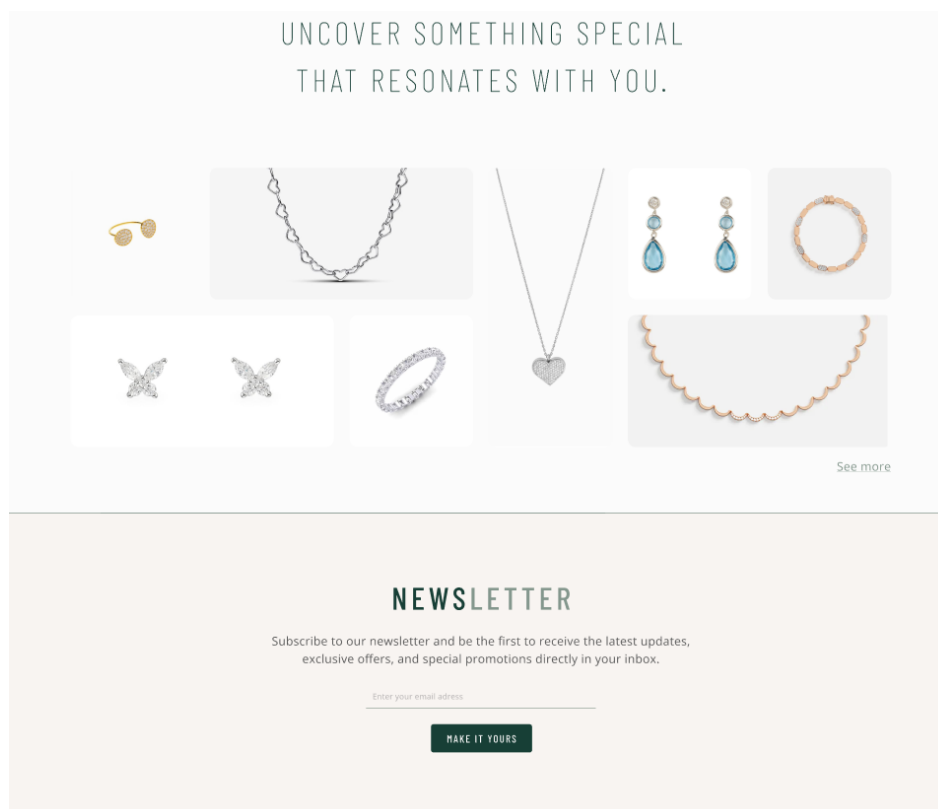 UNCOVER SOMETHING SPECIAL
THAT RESONATES WITH YOU.
See more
NEWSLETTER
Subscribe to our newsletter and be the first to receive the latest updates,
exclusive offers, and special promotions directly in your inbox.
Enter your email adress
MAKE IT YOURS